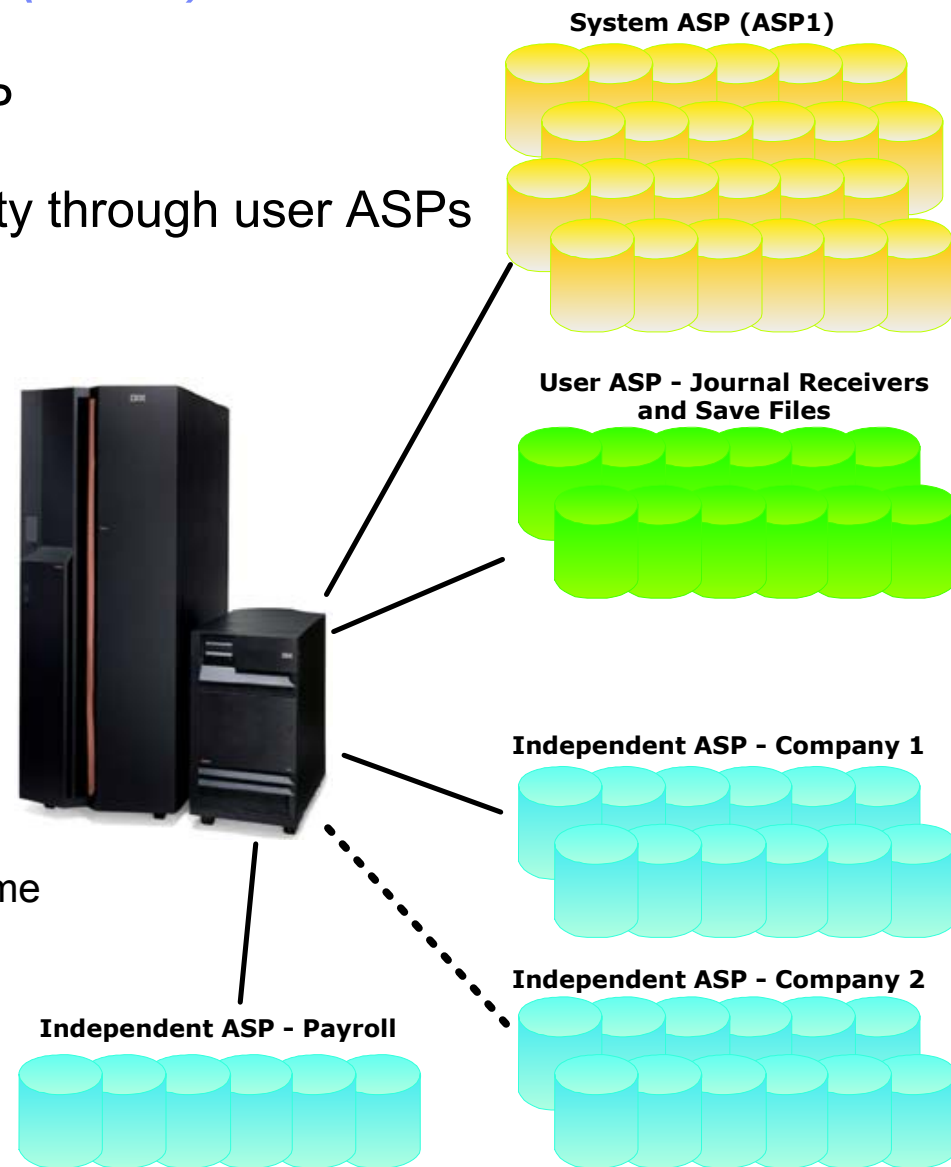 System ASP (ASP1)
ty through user ASPs
User ASP - Journal Receivers
and Save Files
IBM
Independent ASP - Company 1
me
Independent ASP - Company 2
Independent ASP - Payroll